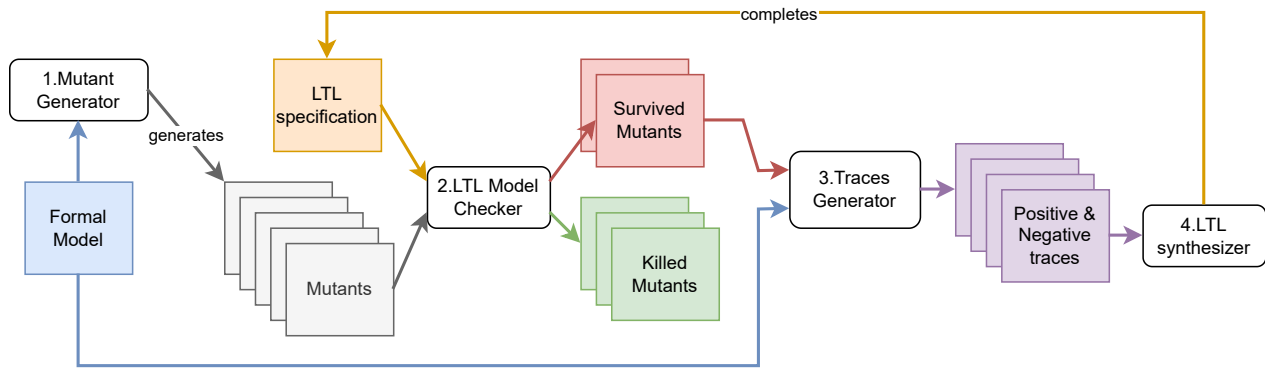 completes
1.Mutant
Generator
generates
LTL
specification
Survived
Mutants
Formal
Model
Mutants
2.LTL Model
Checker
Killed
Mutants
3.Traces
Generator
Positive &
Negative
traces
4.LTL
synthesizer